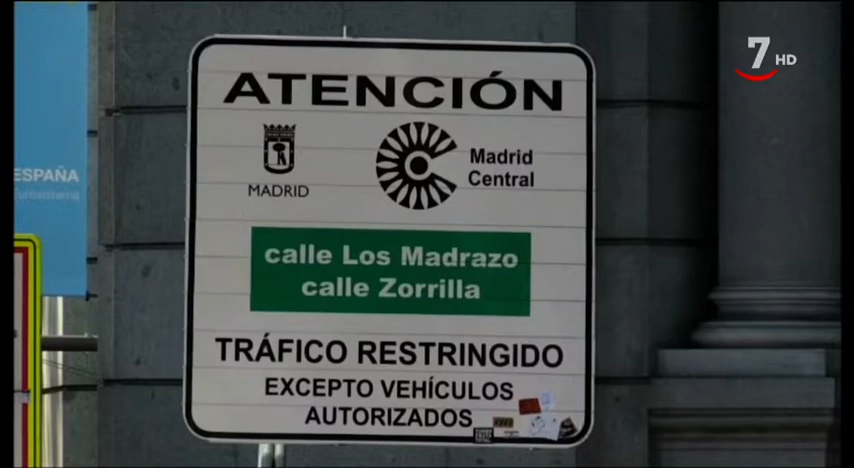 ATENCIÓN
MADRID
Madrid
Central
calle Los Madrazo
calle Zorrilla
TRÁFICO RESTRINGIDO
EXCEPTO VEHÍCULOS
AUTORIZADOS
ESPAÑA
7 HD